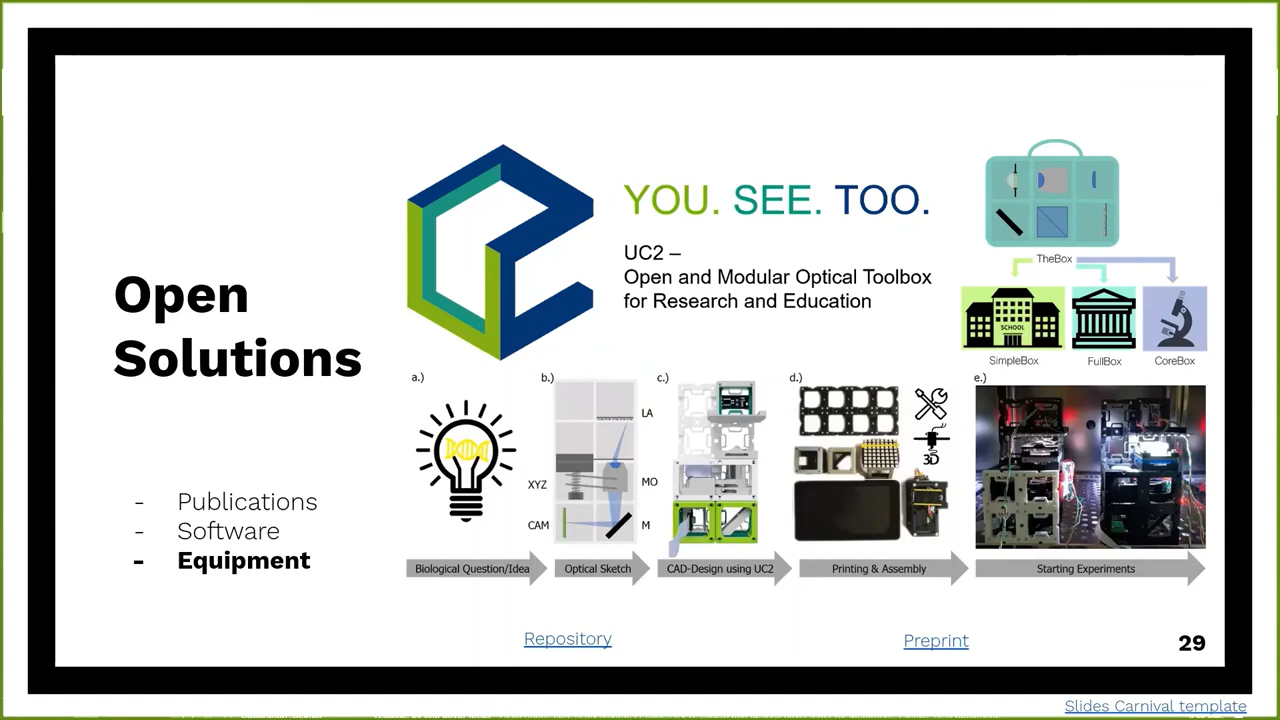 Open
Solutions
- Publications
- Software
- Equipment
YOU. SEE. TOO.
UC2 –
Open and Modular Optical Toolbox
for Research and Education
TheBox
SCHOOL
SimpleBox
FullBox
CoreBox
a.)
b.)
c.)
d.)
e.)
LA
XYZ
MO
CAM
M
3D
Biological Question/Idea
Optical Sketch
CAD-Design using UC2
Printing & Assembly
Starting Experiments
Repository
Preprint
29
Slides Carnival template